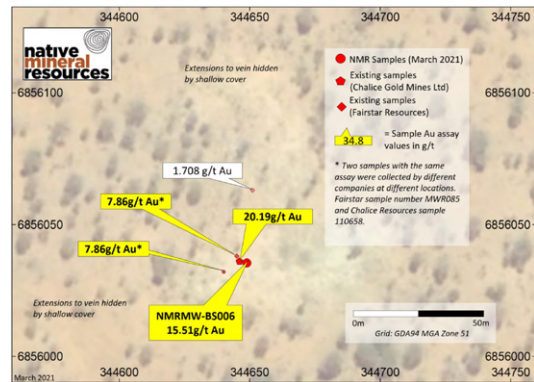 344600
344650
344700
344750
native
mineral
resources
Extensions to vein hidden
by shallow cover
NMR Samples (March 2021)
Existing samples
(Chalice Gold Mines Ltd)
Existing samples
(Fairstar Resources)
34.8
= Sample Au assay
values in g/t
* Two samples with the same
assay were collected by different
companies at different locations.
Fairstar sample number MWR085
and Chalice Resources sample
110658.
6856100
6856100
1.708 g/t Au
7.86g/t Au*
20.19g/t Au
6856050
6856050
7.86g/t Au*
NMRMW-BS006
15.51g/t Au
Extensions to vein hidden
by shallow cover
0m
50m
Grid: GDA94 MGA Zone 51
6856000
6856000
March 2021
344600
344650
344700
344750